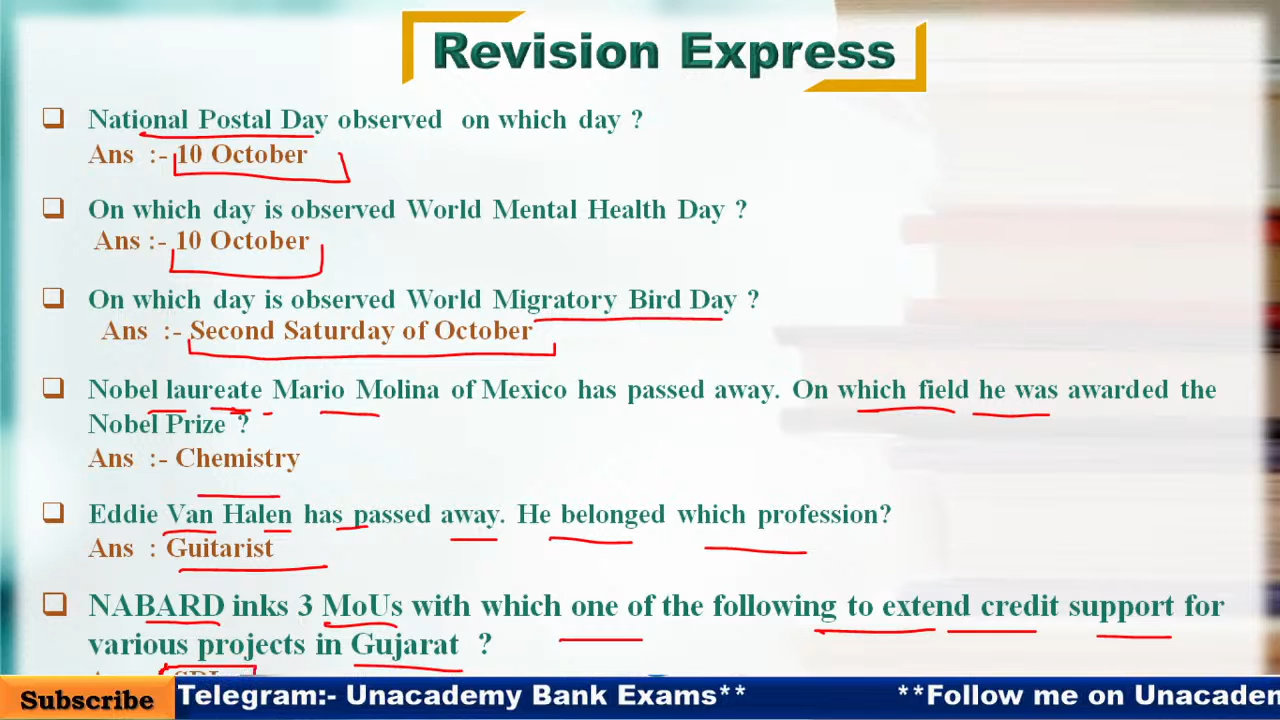 Revision Express
❑ National Postal Day observed on which day ?
Ans :- 10 October
❑ On which day is observed World Mental Health Day ?
Ans :- 10 October
❑ On which day is observed World Migratory Bird Day ?
Ans :- Second Saturday of October
❑ Nobel laureate Mario Molina of Mexico has passed away. On which field he was awarded the
Nobel Prize ?
Ans :- Chemistry
❑ Eddie Van Halen has passed away. He belonged which profession?
Ans : Guitarist
❑ NABARD inks 3 MoUs with which one of the following to extend credit support for
various projects in Gujarat ?
Subscribe Telegram:- Unacademy Bank Exams** **Follow me on Unacaden